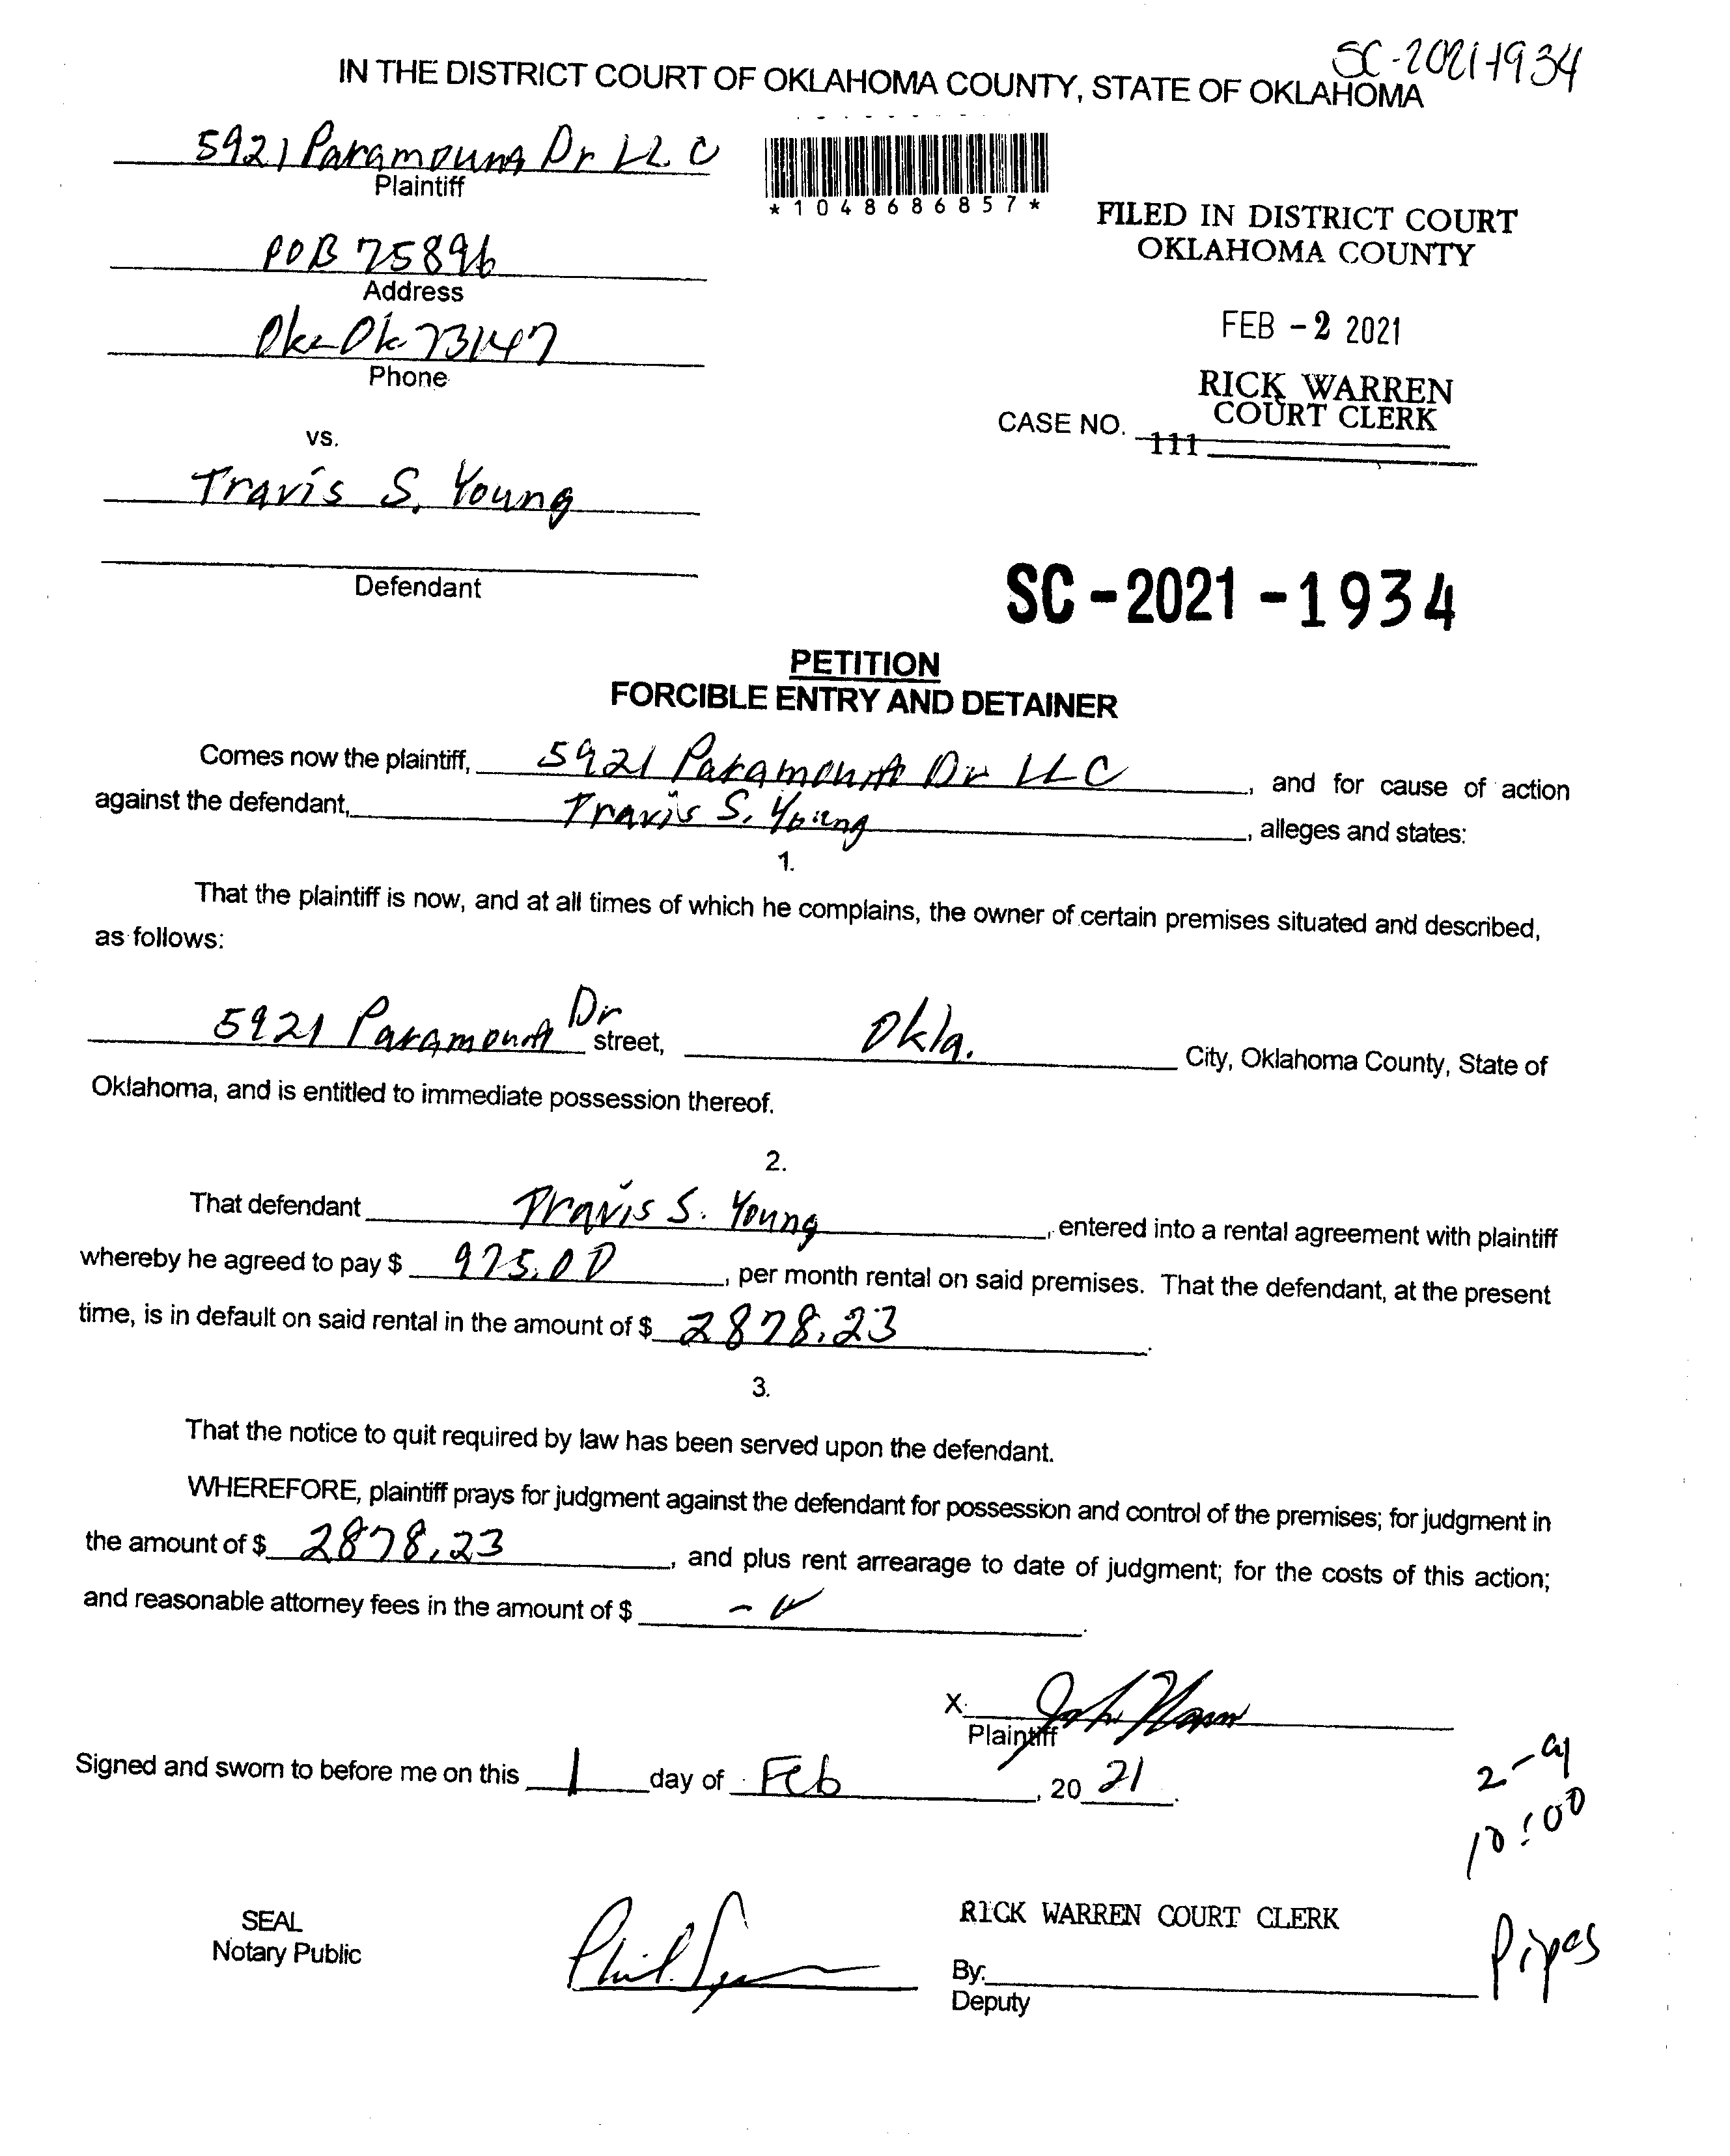 SC-2021-1934
IN THE DISTRICT COURT OF OKLAHOMA COUNTY, STATE OF OKLAHOMA
5921 Paramount Dr LLC
Plaintiff
*1048686857*
FILED IN DISTRICT COURT
OKLAHOMA COUNTY
POB 75896
Address
FEB -2 2021
Okc Ok 73147
Phone
RICK WARREN
COURT CLERK
CASE NO.
111
vs.
Travis S. Young
Defendant
SC-2021-1934
PETITION
FORCIBLE ENTRY AND DETAINER
Comes now the plaintiff, 5921 Paramount Dr LLC, and for cause of action
against the defendant, Travis S. Young, alleges and states:
1.
That the plaintiff is now, and at all times of which he complains, the owner of certain premises situated and described,
as follows:
5921 Paramount Dr street, Okla. City, Oklahoma County, State of
Oklahoma, and is entitled to immediate possession thereof.
2.
That defendant Travis S. Young, entered into a rental agreement with plaintiff
whereby he agreed to pay $ 975.00, per month rental on said premises. That the defendant, at the present
time, is in default on said rental in the amount of $ 2878.23.
3.
That the notice to quit required by law has been served upon the defendant.
WHEREFORE, plaintiff prays for judgment against the defendant for possession and control of the premises; for judgment in
the amount of $ 2878.23, and plus rent arrearage to date of judgment; for the costs of this action;
and reasonable attorney fees in the amount of $
X.
Plaintiff
Signed and sworn to before me on this 1 day of Feb, 2021.
2-9
10:00
SEAL
Notary Public
RICK WARREN COURT CLERK
By:
Deputy
Pipes